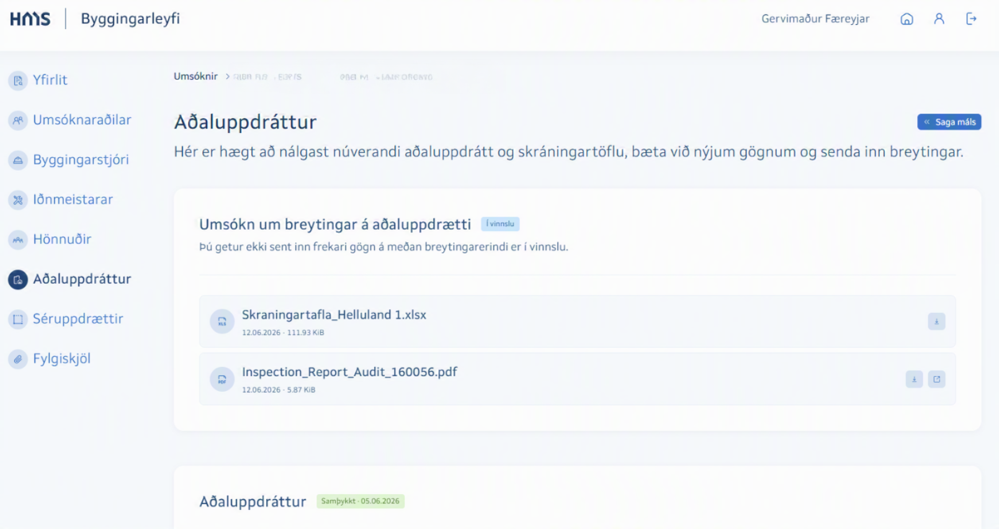 HMS
Byggingarleyfi
Gervimaður Færeyjar
Yfirlit
Umsóknaraðilar
Byggingarstjóri
Iðnmeistarar
Hönnuðir
Aðaluppdráttur
Séruppdrættir
Fylgiskjöl
Umsóknir >
Aðaluppdráttur
« Saga máls
Hér er hægt að nálgast núverandi aðaluppdrátt og skráningartöflu, bæta við nýjum gögnum og senda inn breytingar.
Umsókn um breytingar á aðaluppdrætti Í vinnslu
Þú getur ekki sent inn frekari gögn á meðan breytingarerindi er í vinnslu.
XLS
Skraningartafla_Helluland 1.xlsx
12.06.2026 - 111.93 KiB
PDF
Inspection_Report_Audit_160056.pdf
12.06.2026 - 5.87 KiB
Aðaluppdráttur Samþykkt - 05.06.2026